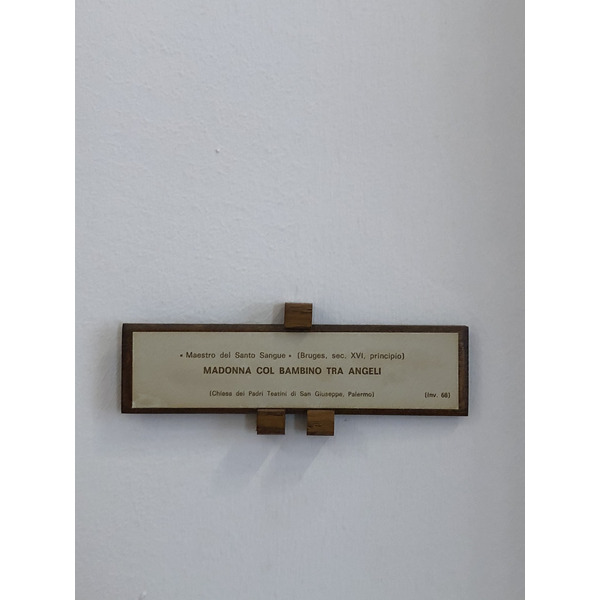 « Maestro del Santo Sangue » (Bruges, sec. XVI, principio)
MADONNA COL BAMBINO TRA ANGELI
(Chiesa dei Padri Teatini di San Giuseppe, Palermo) (Inv. 66)